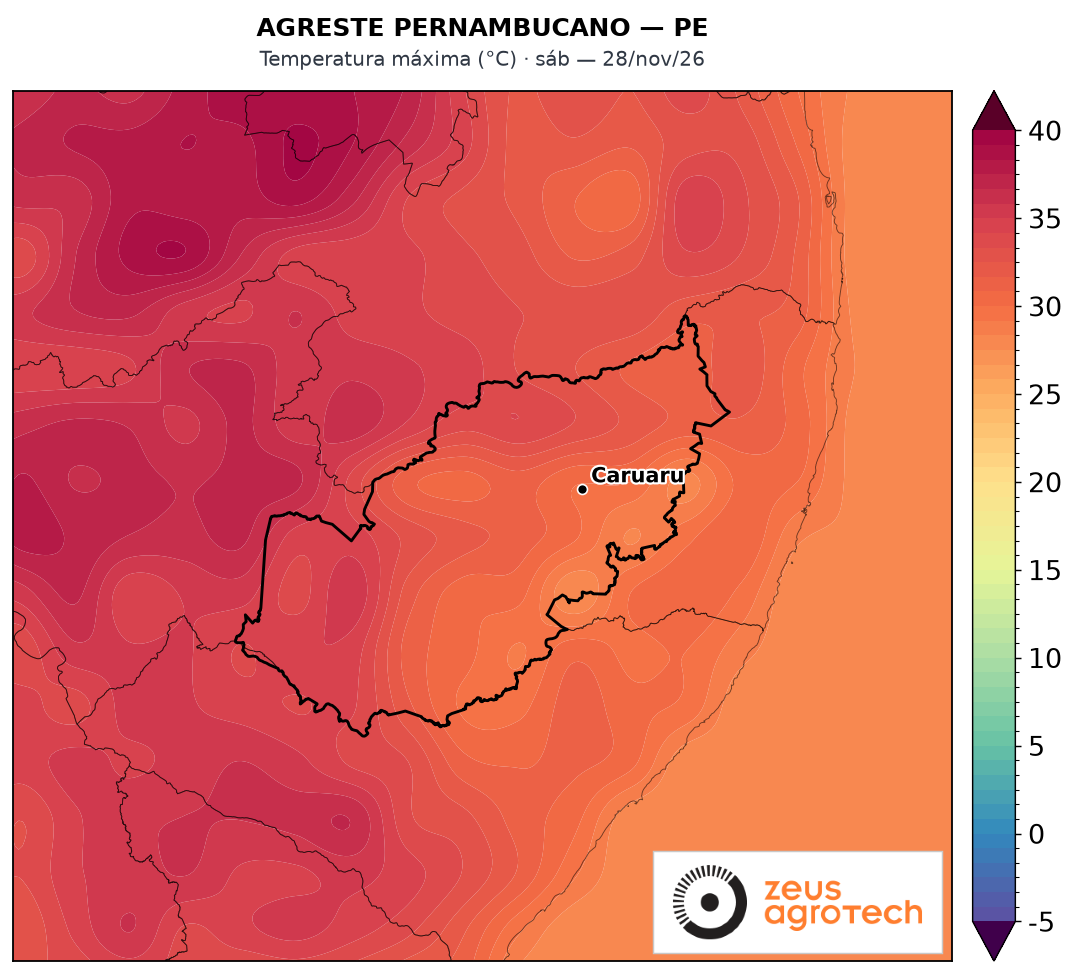 AGRESTE PERNAMBUCANO — PE
Temperatura máxima (°C) · sáb — 28/nov/26
Caruaru
40
35
30
25
20
15
10
5
0
-5
zeus
agrotech